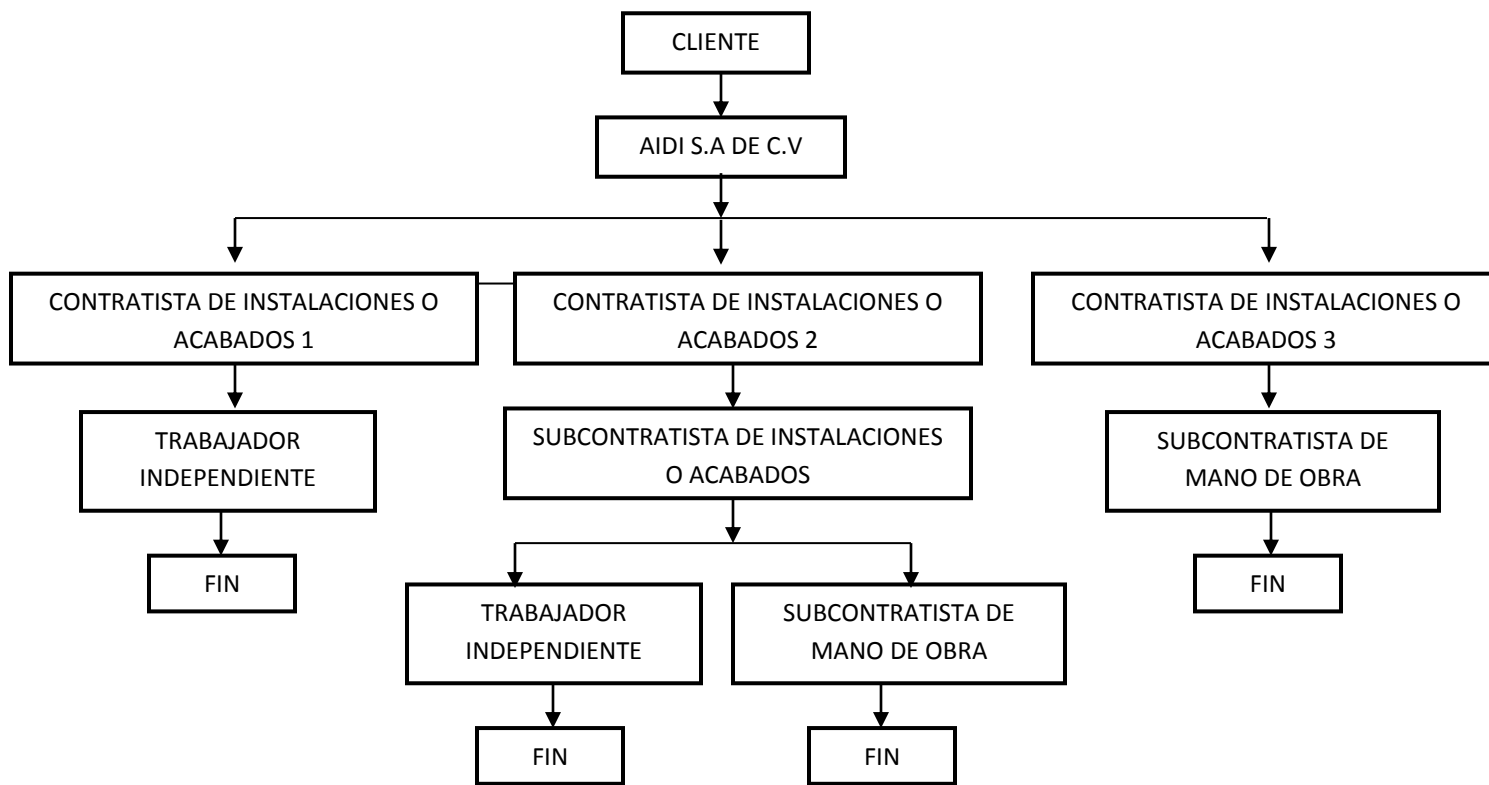 CLIENTE
AIDI S.A DE C.V
CONTRATISTA DE INSTALACIONES O
ACABADOS 1
CONTRATISTA DE INSTALACIONES O
ACABADOS 2
CONTRATISTA DE INSTALACIONES O
ACABADOS 3
TRABAJADOR
INDEPENDIENTE
SUBCONTRATISTA DE INSTALACIONES
O ACABADOS
SUBCONTRATISTA DE
MANO DE OBRA
FIN
TRABAJADOR
INDEPENDIENTE
SUBCONTRATISTA DE
MANO DE OBRA
FIN
FIN
FIN